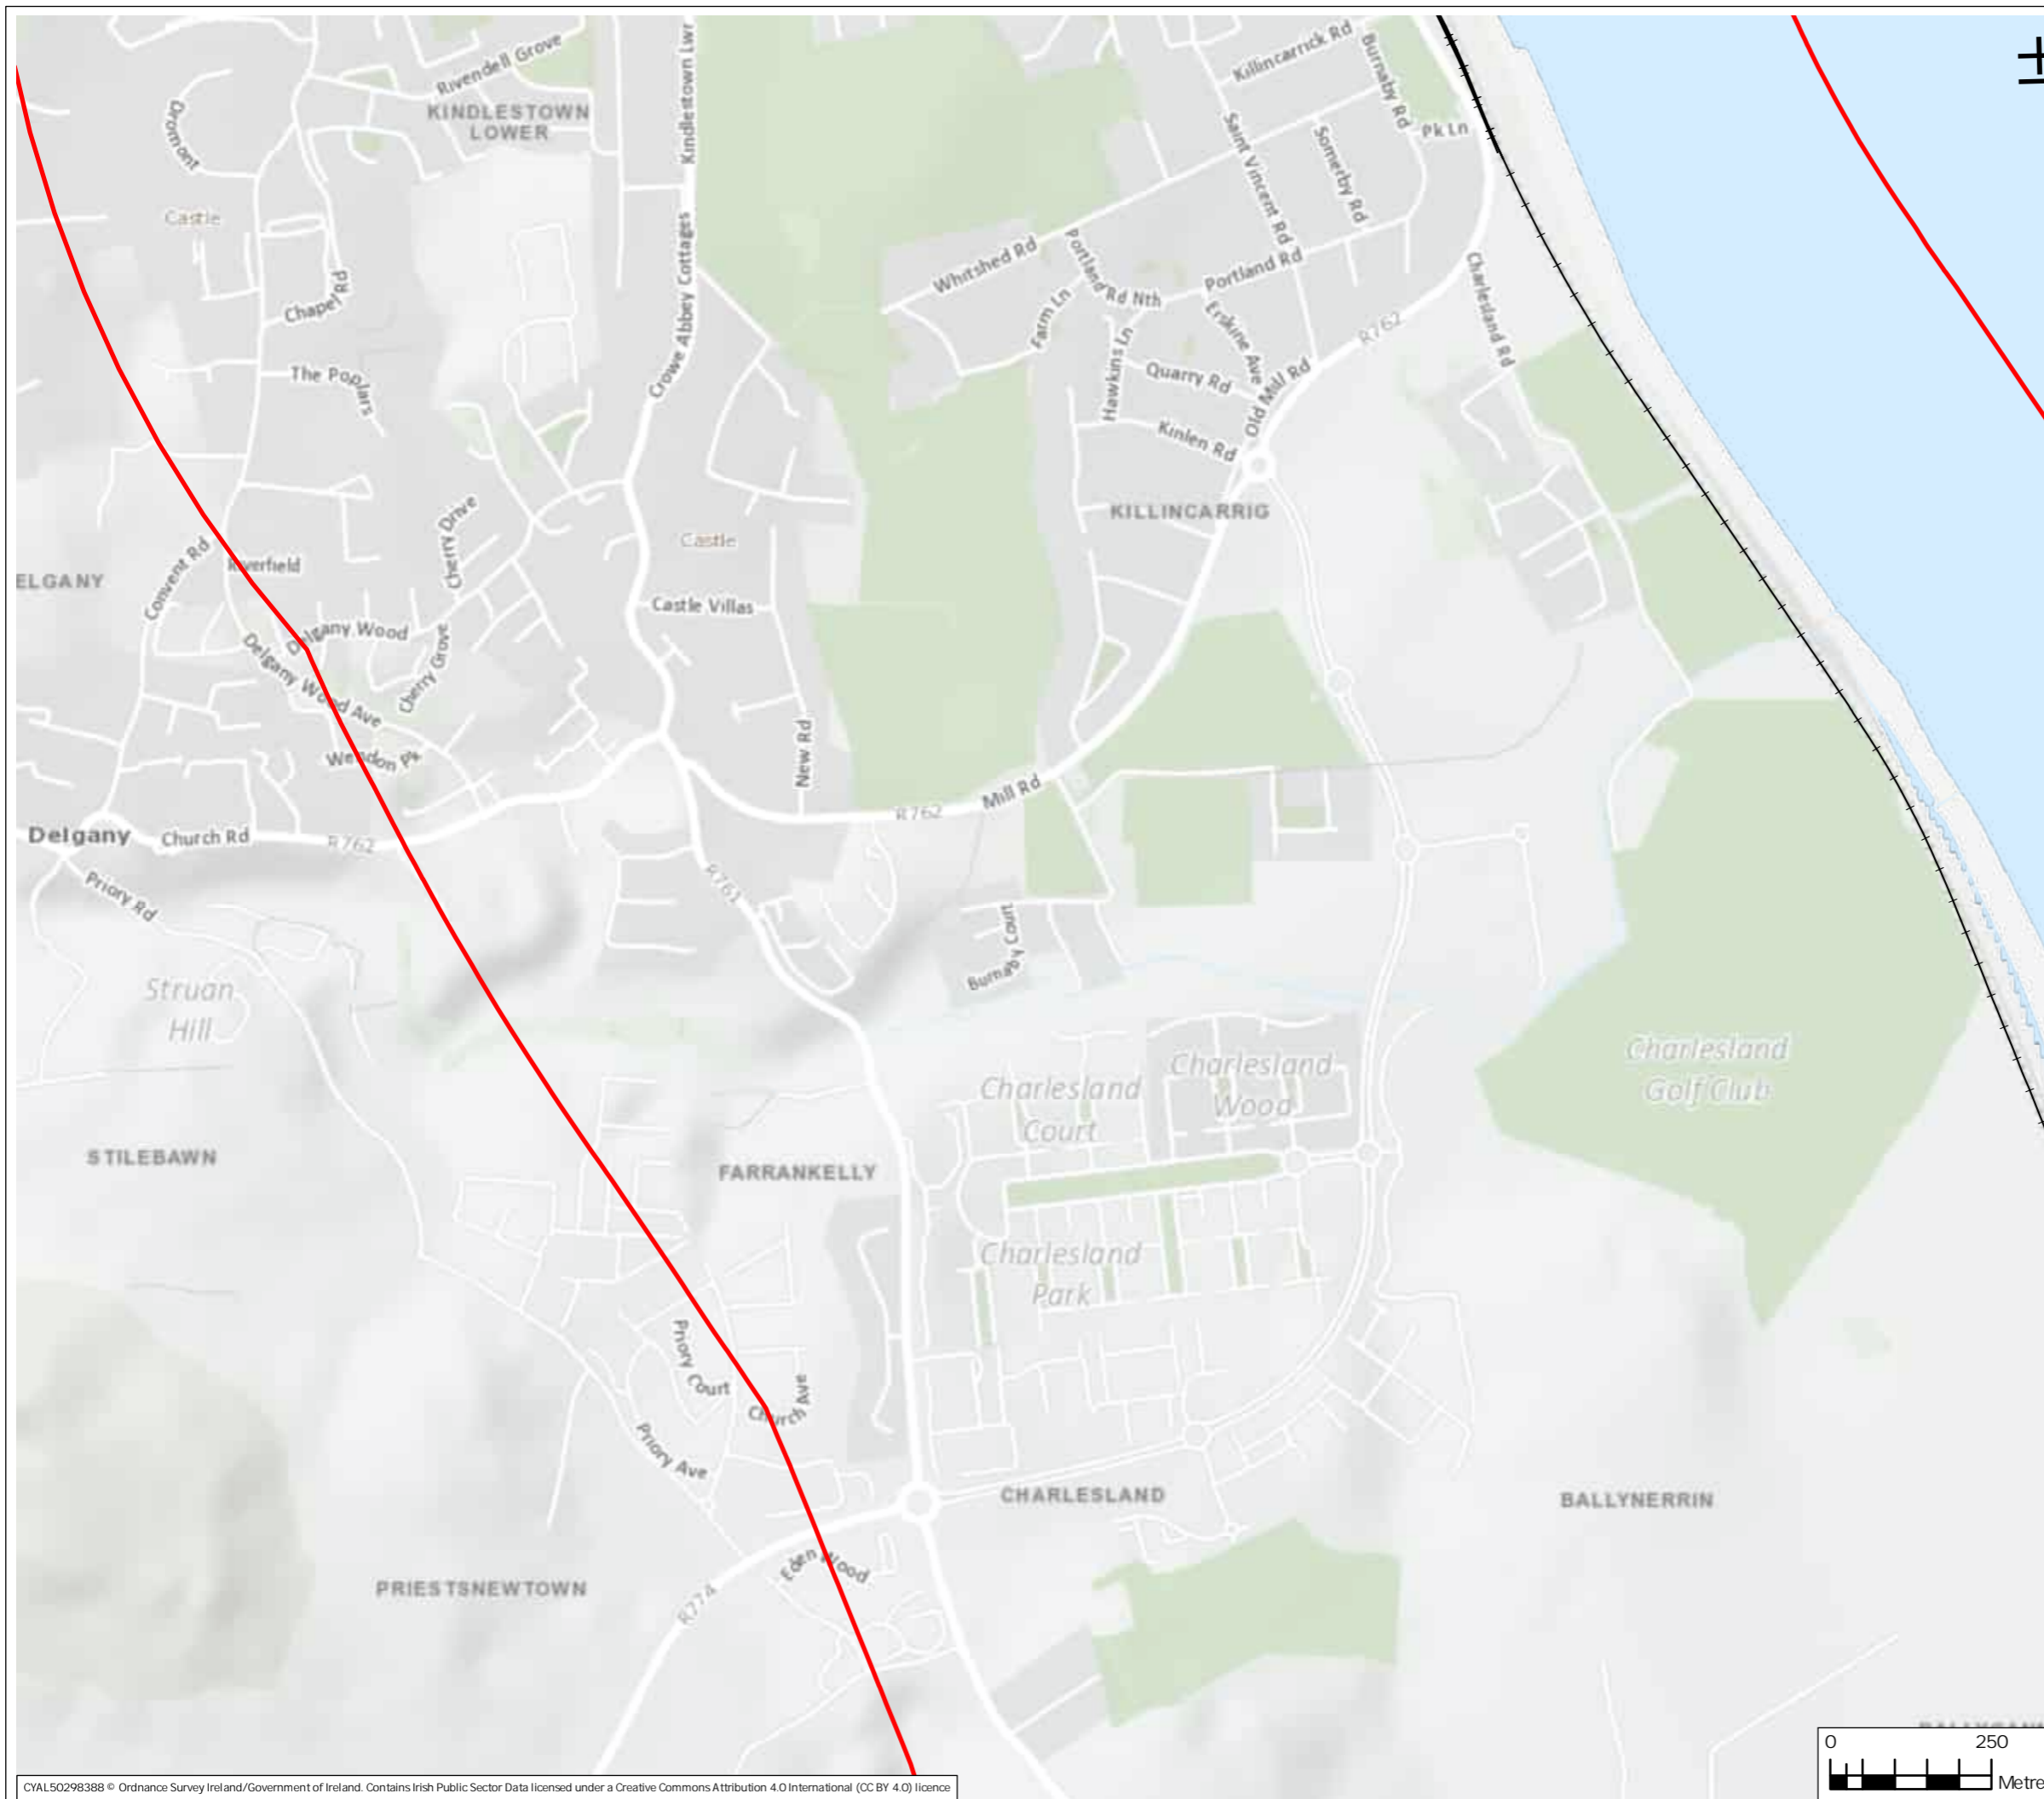 Rivendell Grove
Kindlestown Lwr
Killincarrick Rd
Burnaby Rd
KINDLESTOWN
LOWER
Dromont
Saint Vincent Rd
Somerby Rd
Pk Ln
Castle
Crowe Abbey Cottages
Whitshed Rd
Portland Rd Nth
Portland Rd
Charlesland Rd
Chapel Rd
Farm Ln
Hawkins Ln
Erskine Ave
R762
The Poplars
Quarry Rd
Old Mill Rd
Kinlen Rd
KILLINCARRIG
Cherry Drive
Castle
Convent Rd
Riverfield
ELGANY
Castle Villas
Delgany Wood
Delgany Wood Ave
Cherry Grove
Wendon Pk
New Rd
Mill Rd
R762
Delgany
Church Rd
R762
Priory Rd
R761
Burnaby Court
Struan
Hill
Charlesland
Golf Club
Charlesland
Court
Charlesland
Wood
STILEBAWN
FARRANKELLY
Charlesland
Park
Priory Court
Church Ave
Priory Ave
CHARLESLAND
BALLYNERRIN
Eden Wood
PRIESTSNEWTOWN
R774
0 250
Metre
CYAL50298388 © Ordnance Survey Ireland/Government of Ireland. Contains Irish Public Sector Data licensed under a Creative Commons Attribution 4.0 International (CC BY 4.0) licence